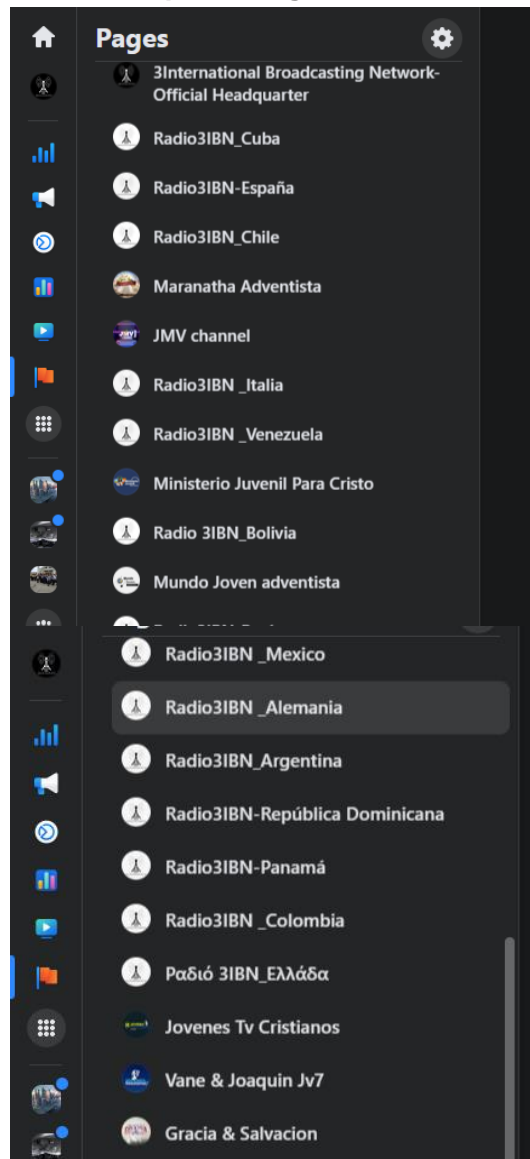 Pages
3International Broadcasting Network-
Official Headquarter
Radio3IBN_Cuba
Radio3IBN-España
Radio3IBN_Chile
Maranatha Adventista
JMV channel
Radio3IBN _Italia
Radio3IBN _Venezuela
Ministerio Juvenil Para Cristo
Radio 3IBN_Bolivia
Mundo Joven adventista
Radio3IBN _Mexico
Radio3IBN _Alemania
Radio3IBN_Argentina
Radio3IBN-República Dominicana
Radio3IBN-Panamá
Radio3IBN _Colombia
Ραδιό 3IBN_Ελλάδα
Jovenes Tv Cristianos
Vane & Joaquin Jv7
Gracia & Salvacion